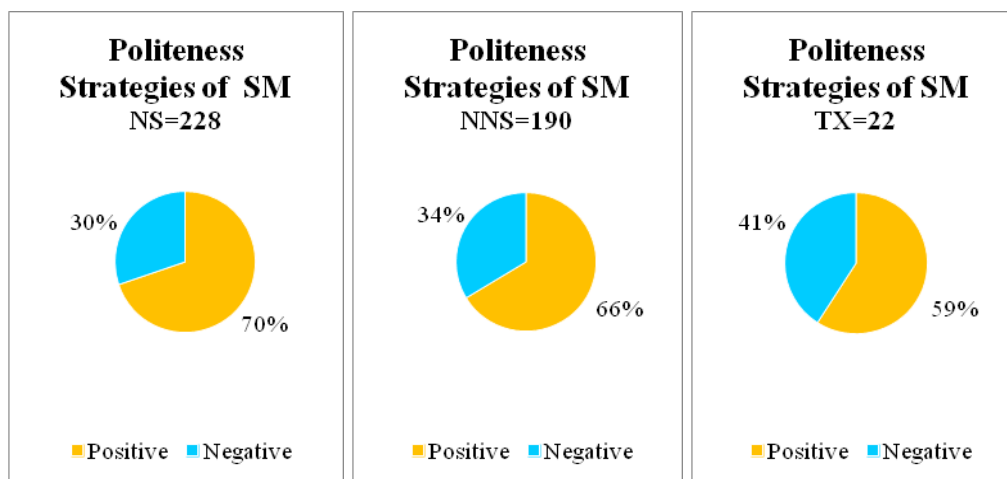 Politeness
Strategies of SM
NS=228
30%
70%
Positive Negative
Politeness
Strategies of SM
NNS=190
34%
66%
Positive Negative
Politeness
Strategies of SM
TX=22
41%
59%
Positive Negative